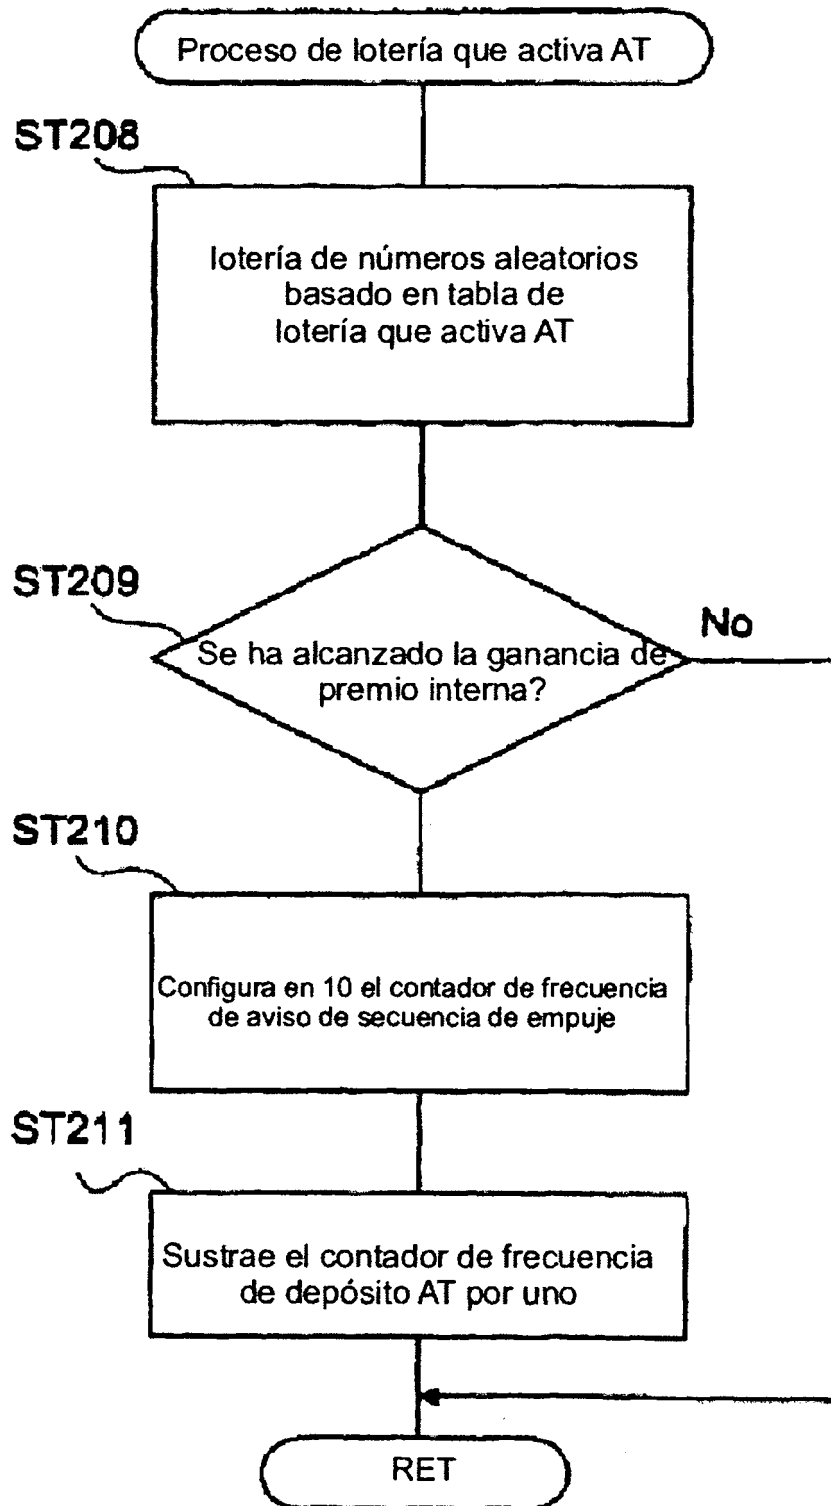 Proceso de lotería que activa AT
ST208
lotería de números aleatorios
basado en tabla de
lotería que activa AT
ST209
No
Se ha alcanzado la ganancia de
premio interna?
ST210
Configura en 10 el contador de frecuencia
de aviso de secuencia de empuje
ST211
Sustrae el contador de frecuencia
de depósito AT por uno
RET